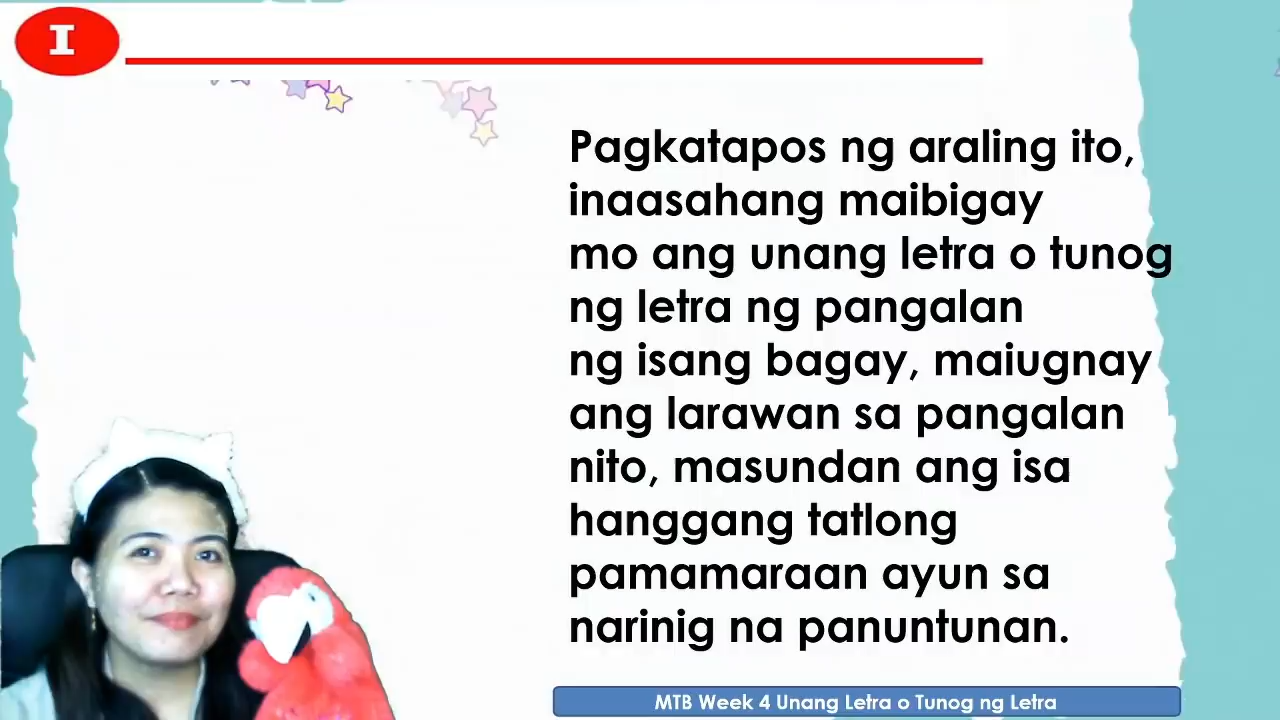 I
Pagkatapos ng araling ito,
inaasahang maibigay
mo ang unang letra o tunog
ng letra ng pangalan
ng isang bagay, maiugnay
ang larawan sa pangalan
nito, masundan ang isa
hanggang tatlong
pamamaraan ayun sa
narinig na panuntunan.
MTB Week 4 Unang Letra o Tunog ng Letra